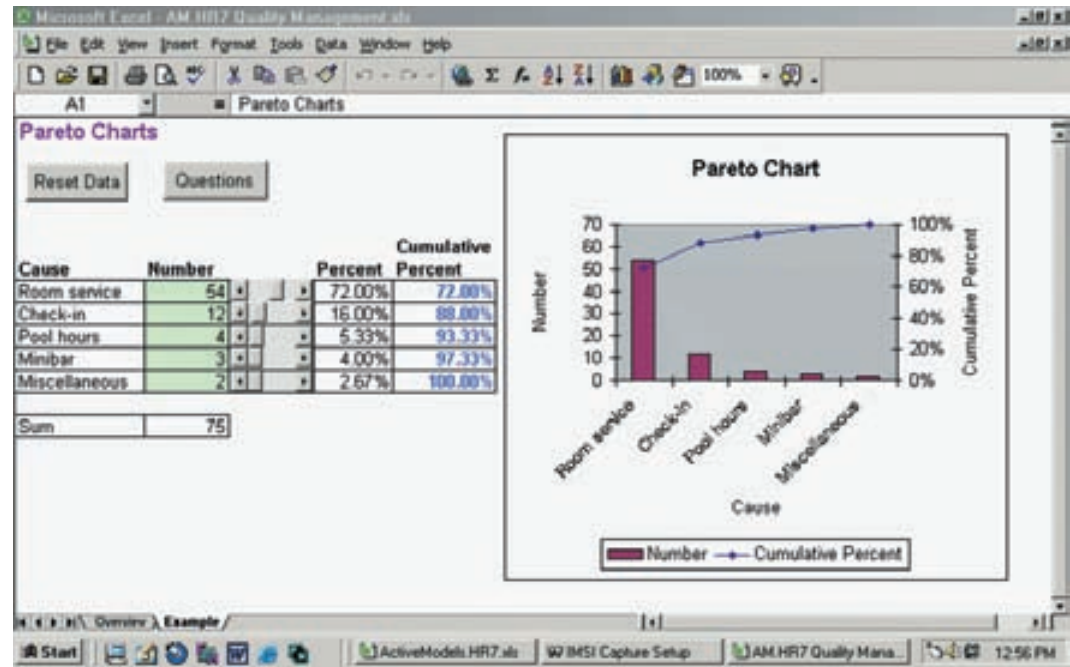 Microsoft Excel - AM.HR7 Quality Management.xls
File Edit View Insert Format Tools Data Window Help
100%
A1 = Pareto Charts
Pareto Charts
Reset Data Questions
Cause Number Percent Cumulative Percent
Room service 54 72.00% 72.00%
Check-in 12 16.00% 88.00%
Pool hours 4 5.33% 93.33%
Minibar 3 4.00% 97.33%
Miscellaneous 2 2.67% 100.00%
Sum 75
Pareto Chart
Number
70
60
50
40
30
20
10
0
100%
80%
60%
40%
20%
0%
Cumulative Percent
Room service
Check-in
Pool hours
Minibar
Miscellaneous
Cause
Number Cumulative Percent
Overview Example
Start ActiveModels.HR7.xls IMSI Capture Setup AM.HR7 Quality Mana... 12:56 PM